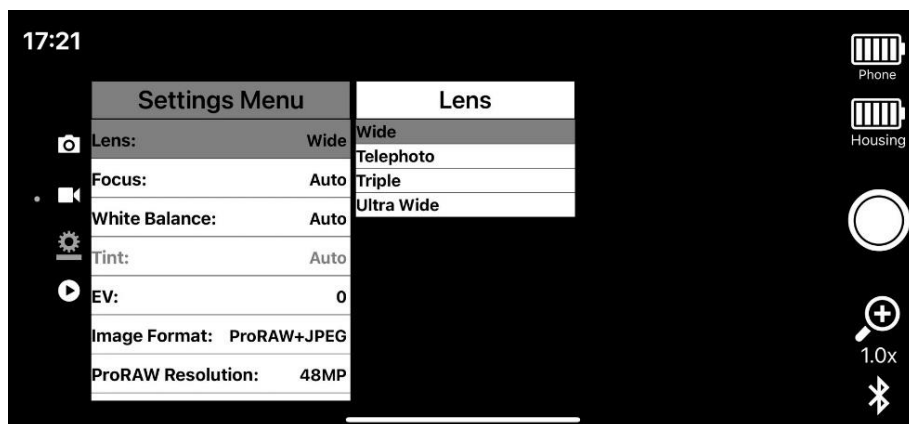 17:21
Phone
Housing
Settings Menu
Lens: Wide
Focus: Auto
White Balance: Auto
Tint: Auto
EV: 0
Image Format: ProRAW+JPEG
ProRAW Resolution: 48MP
Lens
Wide
Telephoto
Triple
Ultra Wide
1.0x